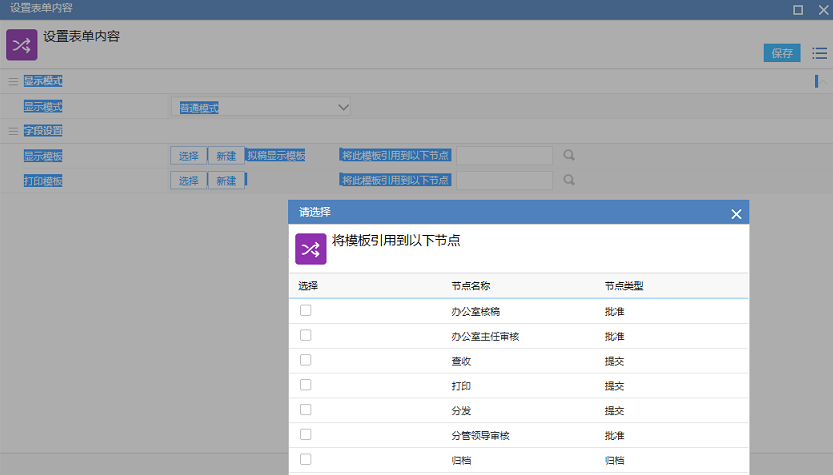 设置表单内容
设置表单内容
保存
显示模式
显示模式 普通模式
字段设置
显示模板 选择 新建 拟稿显示模板 将此模板引用到以下节点
打印模板 选择 新建 将此模板引用到以下节点
请选择
将模板引用到以下节点
选择 节点名称 节点类型
办公室核稿 批准
办公室主任审核 批准
查收 提交
打印 提交
分发 提交
分管领导审核 批准
归档 归档